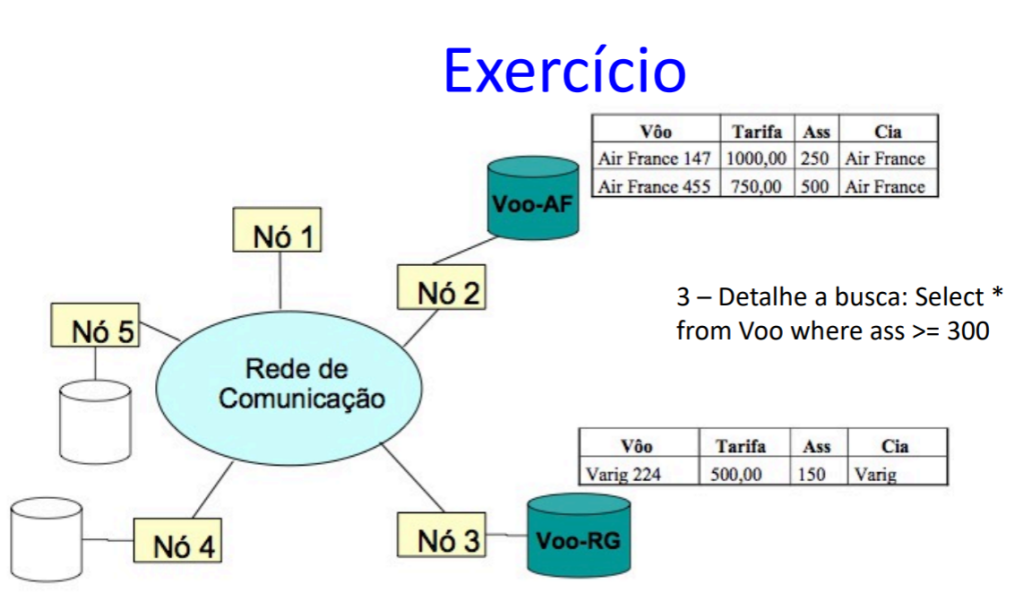 Exercício
Vôo Tarifa Ass Cia
Air France 147 1000,00 250 Air France
Air France 455 750,00 500 Air France
Voo-AF
Nó 1
Nó 2
3 – Detalhe a busca: Select *
from Voo where ass >= 300
Nó 5
Rede de
Comunicação
Vôo Tarifa Ass Cia
Varig 224 500,00 150 Varig
Nó 4
Nó 3
Voo-RG